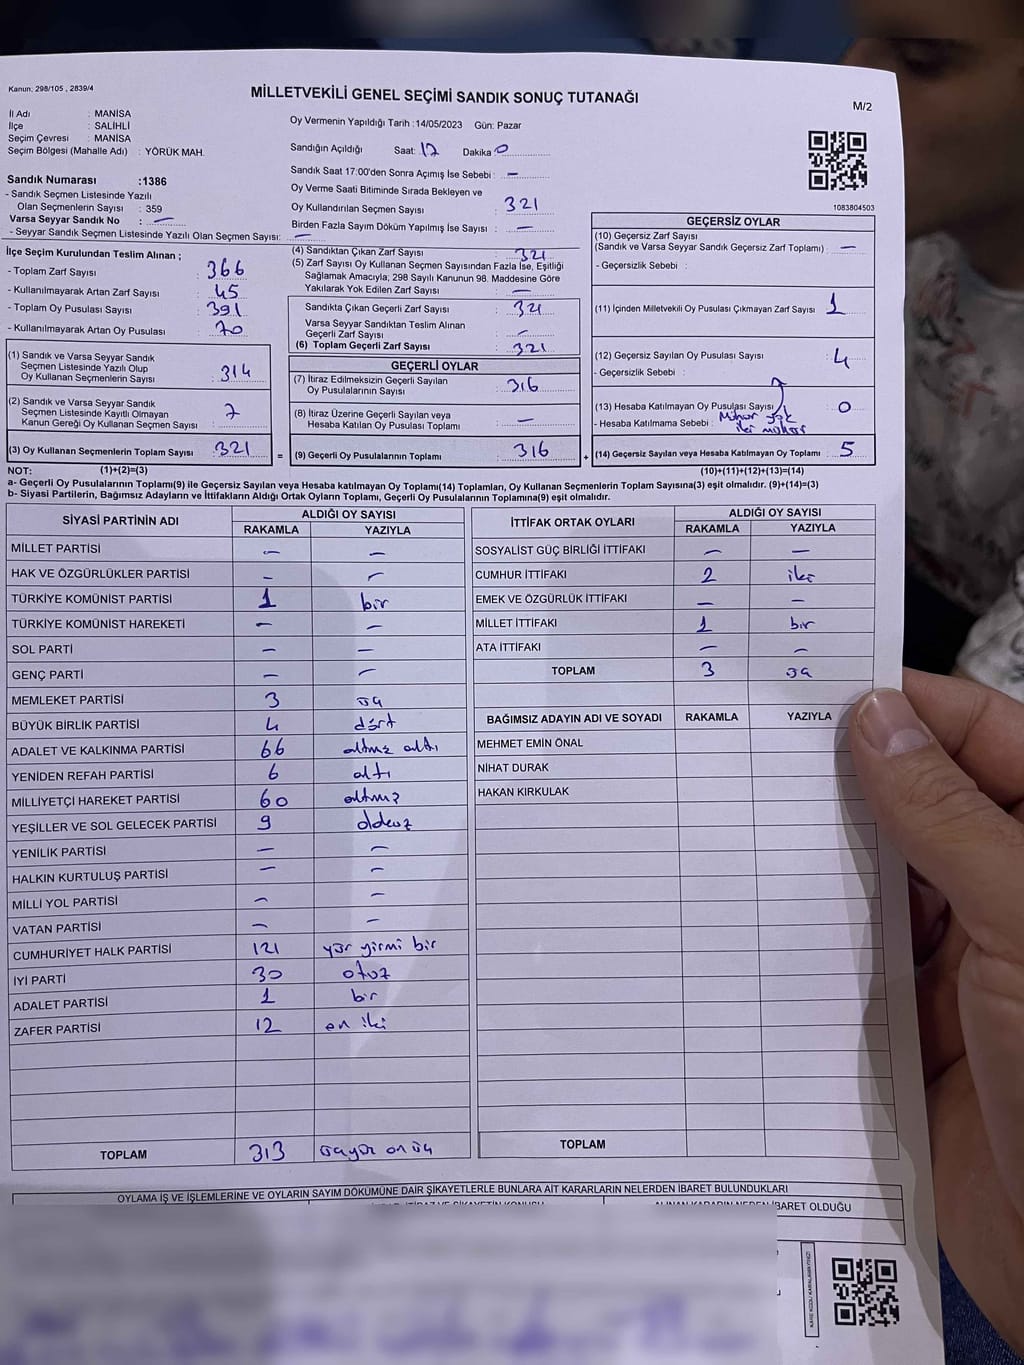 Kanun: 298/105 , 2839/4
MİLLETVEKİLİ GENEL SEÇİMİ SANDIK SONUÇ TUTANAĞI
M/2
İl Adı : MANİSA
İlçe : SALİHLİ
Seçim Çevresi : MANİSA
Seçim Bölgesi (Mahalle Adı) : YÖRÜK MAH.
Sandık Numarası :1386
- Sandık Seçmen Listesinde Yazılı
Olan Seçmenlerin Sayısı : 359
Varsa Seyyar Sandık No : —
- Seyyar Sandık Seçmen Listesinde Yazılı Olan Seçmen Sayısı: —
İlçe Seçim Kurulundan Teslim Alınan ;
- Toplam Zarf Sayısı : 366
- Kullanılmayarak Artan Zarf Sayısı : 45
- Toplam Oy Pusulası Sayısı : 391
- Kullanılmayarak Artan Oy Pusulası : 70
(1) Sandık ve Varsa Seyyar Sandık
Seçmen Listesinde Yazılı Olup
Oy Kullanan Seçmenlerin Sayısı : 314
(2) Sandık ve Varsa Seyyar Sandık
Seçmen Listesinde Kayıtlı Olmayan
Kanun Gereği Oy Kullanan Seçmen Sayısı : 7
(3) Oy Kullanan Seçmenlerin Toplam Sayısı : 321
Oy Vermenin Yapıldığı Tarih :14/05/2023 Gün: Pazar
Sandığın Açıldığı Saat: 17 Dakika: 0
Sandık Saat 17:00'den Sonra Açımış İse Sebebi : —
Oy Verme Saati Bitiminde Sırada Bekleyen ve
Oy Kullandırılan Seçmen Sayısı : 321
Birden Fazla Sayım Döküm Yapılmış İse Sayısı : —
(4) Sandıktan Çıkan Zarf Sayısı : 321
(5) Zarf Sayısı Oy Kullanan Seçmen Sayısından Fazla İse, Eşitliği
Sağlamak Amacıyla; 298 Sayılı Kanunun 98. Maddesine Göre
Yakılarak Yok Edilen Zarf Sayısı : —
Sandıkta Çıkan Geçerli Zarf Sayısı : 321
Varsa Seyyar Sandıktan Teslim Alınan
Geçerli Zarf Sayısı : —
(6) Toplam Geçerli Zarf Sayısı : 321
GEÇERLİ OYLAR
(7) İtiraz Edilmeksizin Geçerli Sayılan
Oy Pusulalarının Sayısı : 316
(8) İtiraz Üzerine Geçerli Sayılan veya
Hesaba Katılan Oy Pusulası Toplamı : —
= (9) Geçerli Oy Pusulalarının Toplamı : 316
1083804503
GEÇERSİZ OYLAR
(10) Geçersiz Zarf Sayısı
(Sandık ve Varsa Seyyar Sandık Geçersiz Zarf Toplamı) : —
- Geçersizlik Sebebi :
(11) İçinden Milletvekili Oy Pusulası Çıkmayan Zarf Sayısı : 1
(12) Geçersiz Sayılan Oy Pusulası Sayısı : 4
- Geçersizlik Sebebi :
(13) Hesaba Katılmayan Oy Pusulası Sayısı : 0
- Hesaba Katılmama Sebebi : Mühür yok
iki mühür
+ (14) Geçersiz Sayılan veya Hesaba Katılmayan Oy Toplamı : 5
NOT: (1)+(2)=(3)
(10)+(11)+(12)+(13)=(14)
a- Geçerli Oy Pusulalarının Toplamı(9) ile Geçersiz Sayılan veya Hesaba katılmayan Oy Toplamı(14) Toplamları, Oy Kullanan Seçmenlerin Toplam Sayısına(3) eşit olmalıdır. (9)+(14)=(3)
b- Siyasi Partilerin, Bağımsız Adayların ve İttifakların Aldığı Ortak Oyların Toplamı, Geçerli Oy Pusulalarının Toplamına(9) eşit olmalıdır.
SİYASİ PARTİNİN ADI ALDIĞI OY SAYISI
RAKAMLA YAZIYLA
MİLLET PARTİSİ — —
HAK VE ÖZGÜRLÜKLER PARTİSİ — —
TÜRKİYE KOMÜNİST PARTİSİ 1 bir
TÜRKİYE KOMÜNİST HAREKETİ — —
SOL PARTİ — —
GENÇ PARTİ — —
MEMLEKET PARTİSİ 3 üç
BÜYÜK BİRLİK PARTİSİ 4 dört
ADALET VE KALKINMA PARTİSİ 66 altmış altı
YENİDEN REFAH PARTİSİ 6 altı
MİLLİYETÇİ HAREKET PARTİSİ 60 altmış
YEŞİLLER VE SOL GELECEK PARTİSİ 9 dokuz
YENİLİK PARTİSİ — —
HALKIN KURTULUŞ PARTİSİ — —
MİLLİ YOL PARTİSİ — —
VATAN PARTİSİ — —
CUMHURİYET HALK PARTİSİ 121 yüz yirmi bir
İYİ PARTİ 30 otuz
ADALET PARTİSİ 1 bir
ZAFER PARTİSİ 12 on iki
TOPLAM 313 üçyüz on üç
İTTİFAK ORTAK OYLARI ALDIĞI OY SAYISI
RAKAMLA YAZIYLA
SOSYALİST GÜÇ BİRLİĞİ İTTİFAKI — —
CUMHUR İTTİFAKI 2 iki
EMEK VE ÖZGÜRLÜK İTTİFAKI — —
MİLLET İTTİFAKI 1 bir
ATA İTTİFAKI — —
TOPLAM 3 üç
BAĞIMSIZ ADAYIN ADI VE SOYADI RAKAMLA YAZIYLA
MEHMET EMİN ÖNAL
NİHAT DURAK
HAKAN KIRKULAK
TOPLAM
OYLAMA İŞ VE İŞLEMLERİNE VE OYLARIN SAYIM DÖKÜMÜNE DAİR ŞİKAYETLERLE BUNLARA AİT KARARLARIN NELERDEN İBARET BULUNDUKLARI
ALINAN KARARIN NEDEN İBARET OLDUĞU